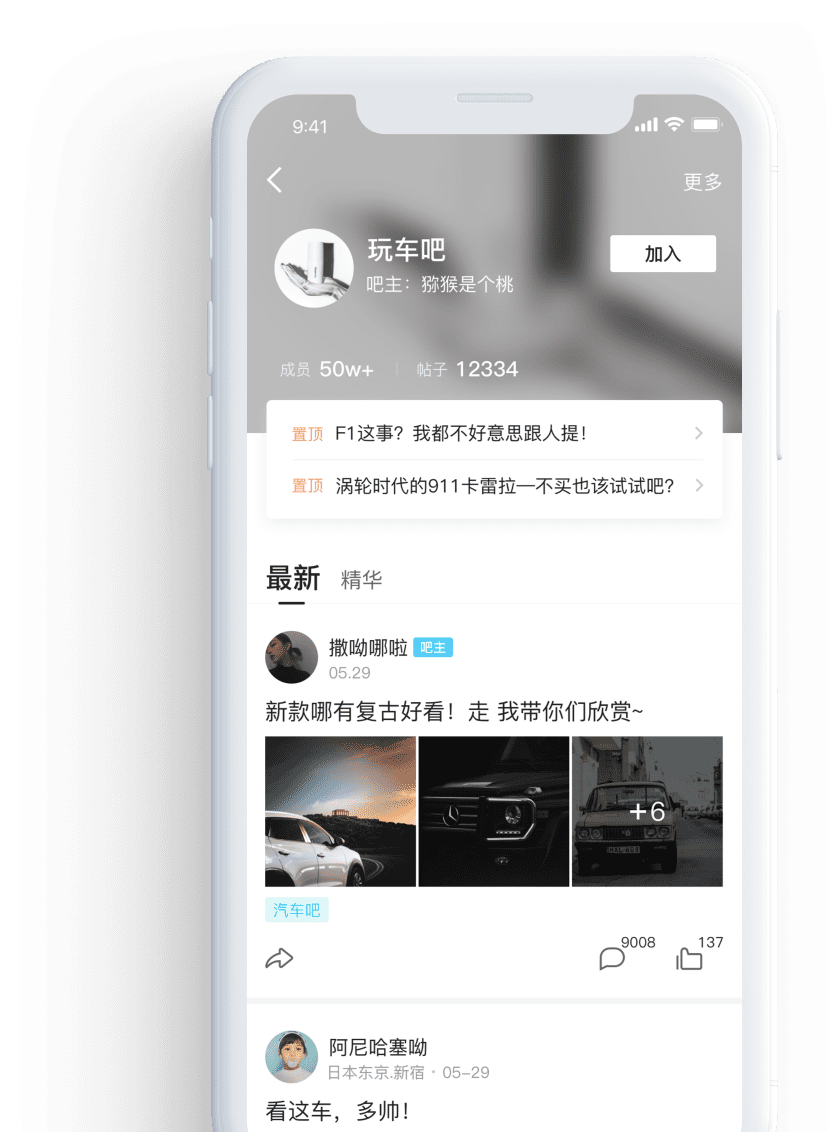 9:41
更多
玩车吧
加入
吧主：猕猴是个桃
成员 50w+ 帖子 12334
置顶 F1这事？我都不好意思跟人提！
置顶 涡轮时代的911卡雷拉—不买也该试试吧？
最新 精华
撒呦哪啦 吧主
05.29
新款哪有复古好看！走 我带你们欣赏~
+6
汽车吧
9008 137
阿尼哈塞呦
日本东京.新宿·05-29
看这车，多帅！